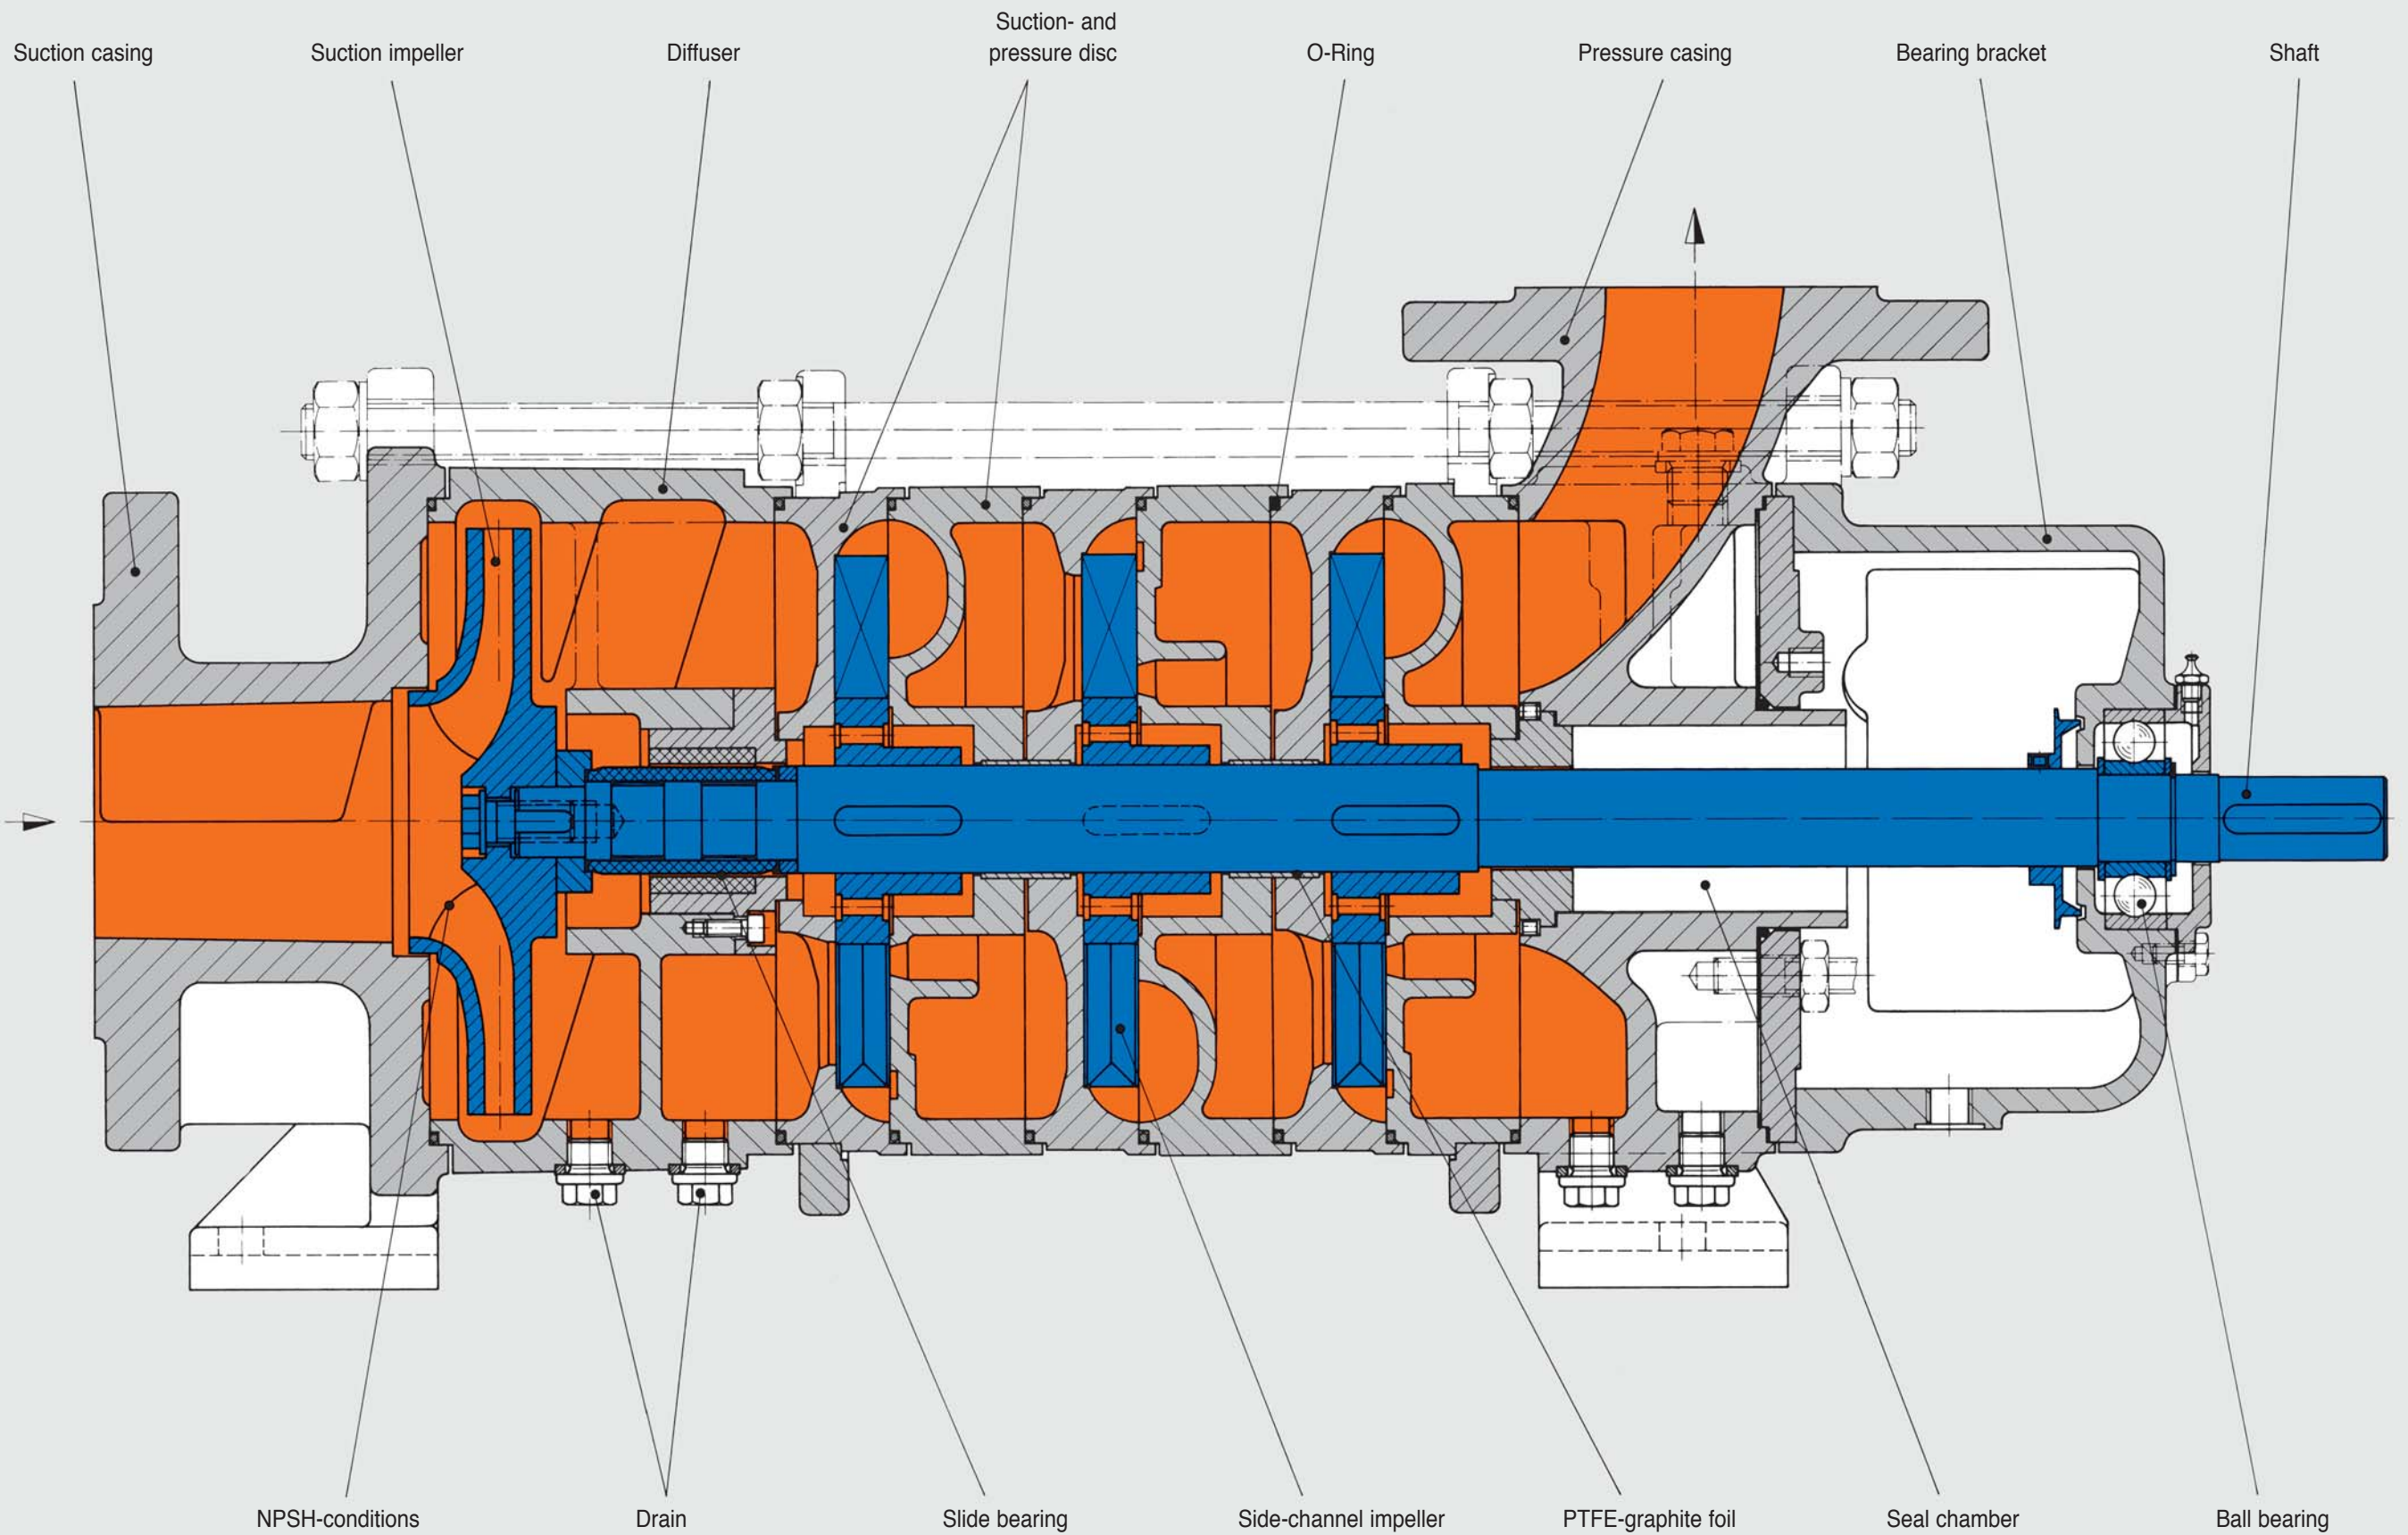 Suction casing
Suction impeller
Diffuser
Suction- and
pressure disc
O-Ring
Pressure casing
Bearing bracket
Shaft
NPSH-conditions
Drain
Slide bearing
Side-channel impeller
PTFE-graphite foil
Seal chamber
Ball bearing